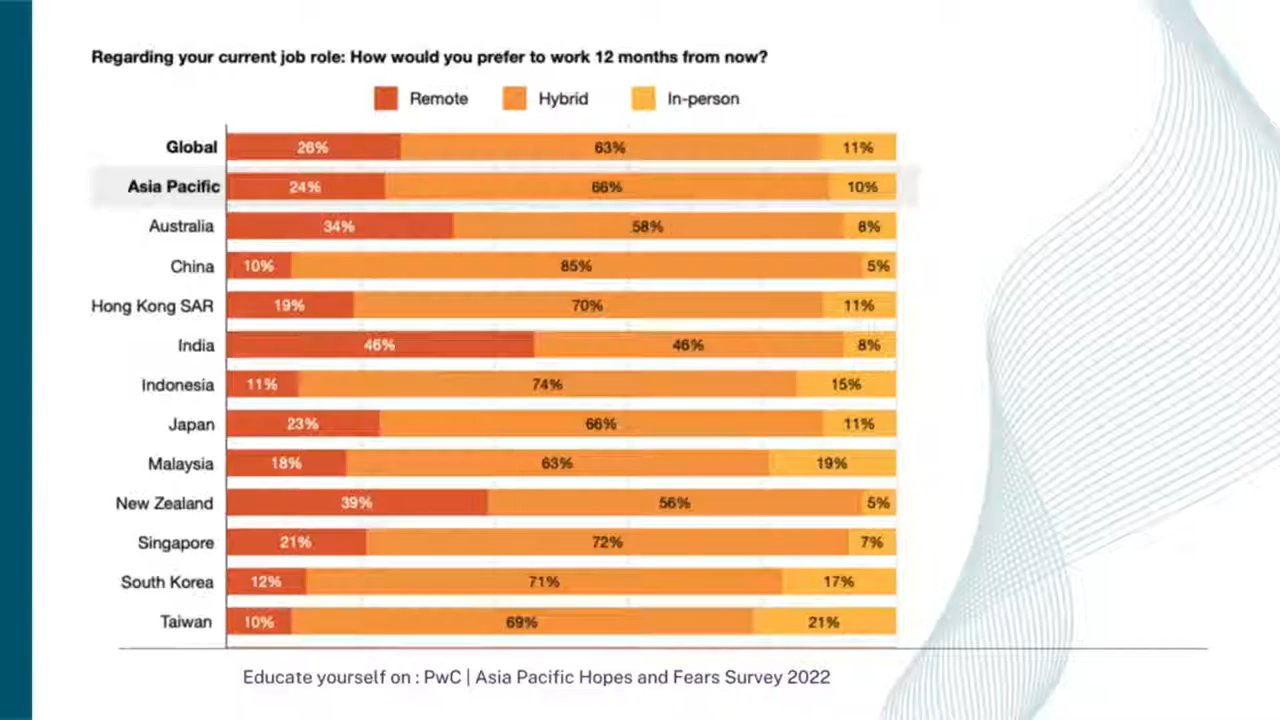 Regarding your current job role: How would you prefer to work 12 months from now?
Remote Hybrid In-person
Global 26% 63% 11%
Asia Pacific 24% 66% 10%
Australia 34% 58% 8%
China 10% 85% 5%
Hong Kong SAR 19% 70% 11%
India 46% 46% 8%
Indonesia 11% 74% 15%
Japan 23% 66% 11%
Malaysia 18% 63% 19%
New Zealand 39% 56% 5%
Singapore 21% 72% 7%
South Korea 12% 71% 17%
Taiwan 10% 69% 21%
Educate yourself on : PwC | Asia Pacific Hopes and Fears Survey 2022